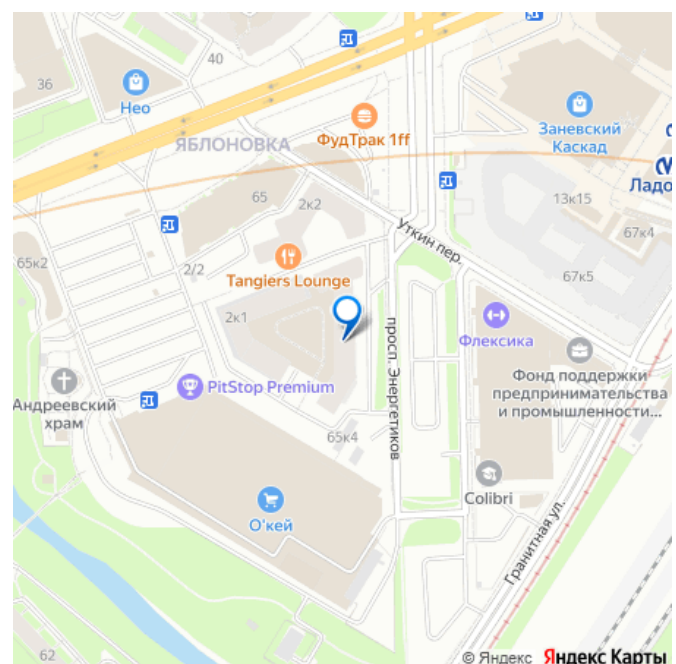 40
36
Нео
ЯБЛОНОВКА
ФудТрак 1ff
Заневский
Каскад
Ладо
65
2к2
13к15
67к4
Уткин пер.
65к2
2/2
Tangiers Lounge
67к5
2к1
просп. Энергетиков
Флексика
Фонд поддержки
предпринимательства
и промышленности...
PitStop Premium
Андреевский
храм
65к4
Colibri
О'кей
Гранитная ул.
62
© Яндекс Яндекс Карты